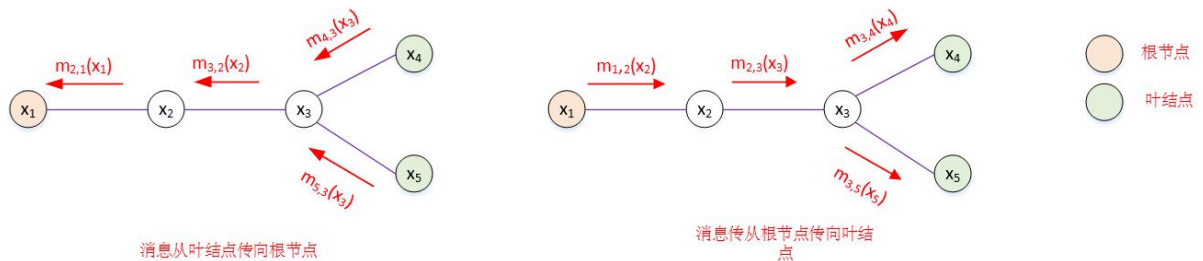 m4,3(x3)
x4
m2,1(x1)
m3,2(x2)
x1
x2
x3
m5,3(x3)
x5
消息从叶结点传向根节点
m3,4(x4)
x4
m1,2(x2)
m2,3(x3)
x1
x2
x3
m3,5(x5)
x5
消息传从根节点传向叶结
点
根节点
叶结点